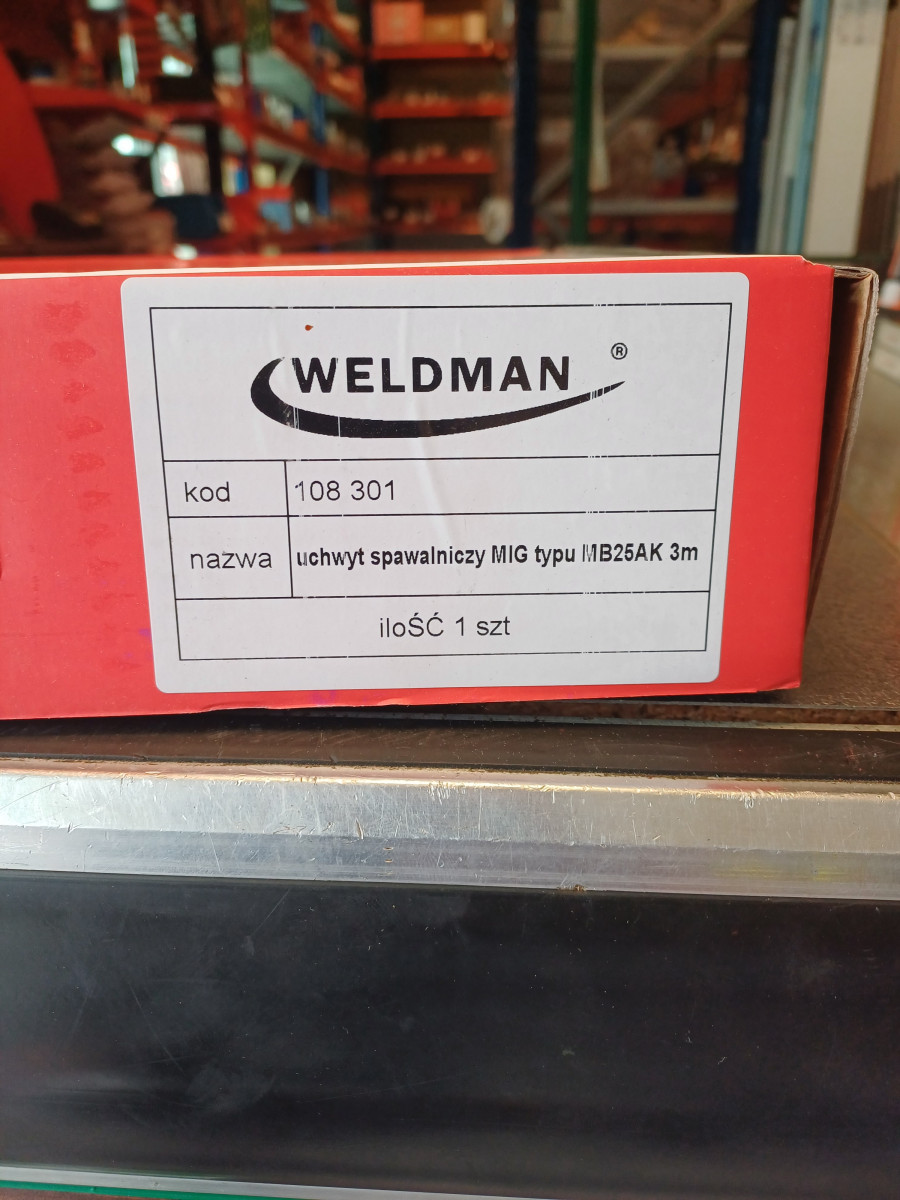 WELDMAN ®
kod 108 301
nazwa uchwyt spawalniczy MIG typu MB25AK 3m
iloŚĆ 1 szt